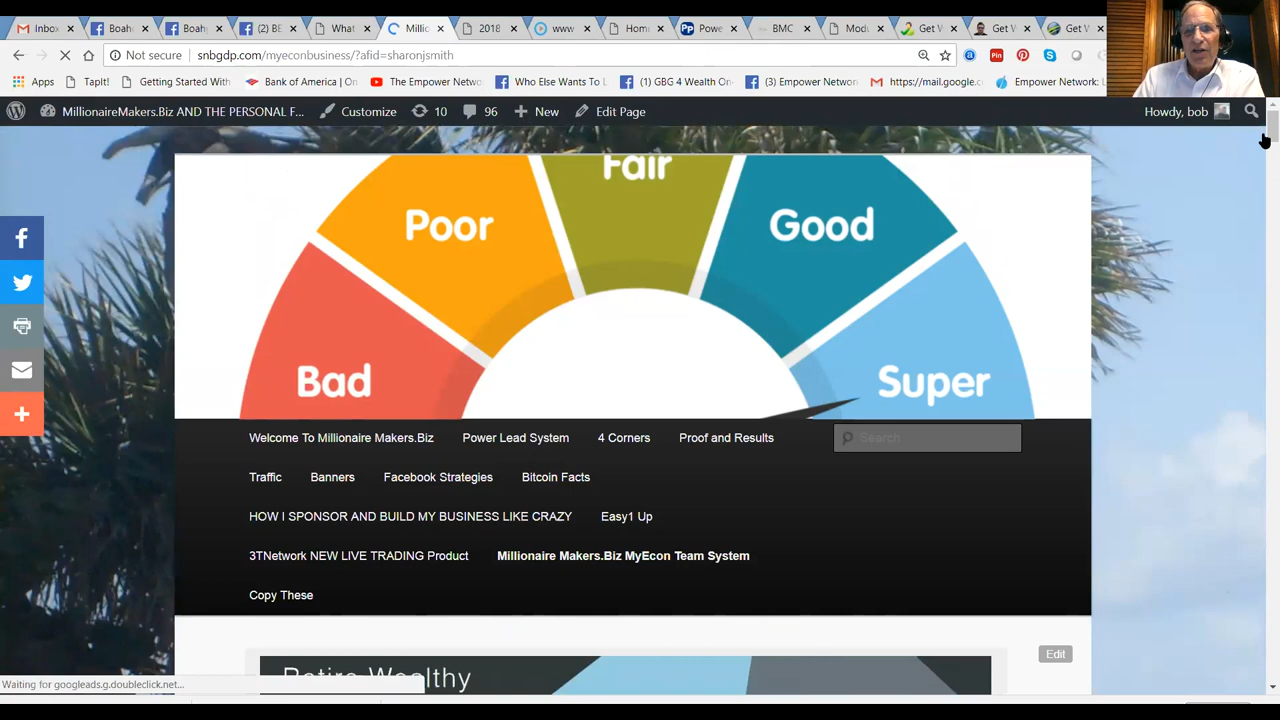 Inbo
Boah
Boah
(2) BE
What
Milli
2018
www
Hom
Powe
BMC
Modu
Get W
Get W
Get W
Not secure
snbgdp.com/myeconbusiness/?afid=sharonjsmith
Apps
Tapit!
Getting Started With
Bank of America | On
The Empower Netwo
Who Else Wants To L
(1) GBG 4 Wealth On
(3) Empower Networ
https://mail.google.c
Empower Network
MillionaireMakers.Biz AND THE PERSONAL F...
Customize
10
96
New
Edit Page
Howdy, bob
Fair
Poor
Good
Bad
Super
Welcome To Millionaire Makers.Biz
Power Lead System
4 Corners
Proof and Results
Search
Traffic
Banners
Facebook Strategies
Bitcoin Facts
HOW I SPONSOR AND BUILD MY BUSINESS LIKE CRAZY
Easy1 Up
3TNetwork NEW LIVE TRADING Product
Millionaire Makers.Biz MyEcon Team System
Copy These
Edit
Retire Wealthy
Waiting for googleads.g.doubleclick.net...